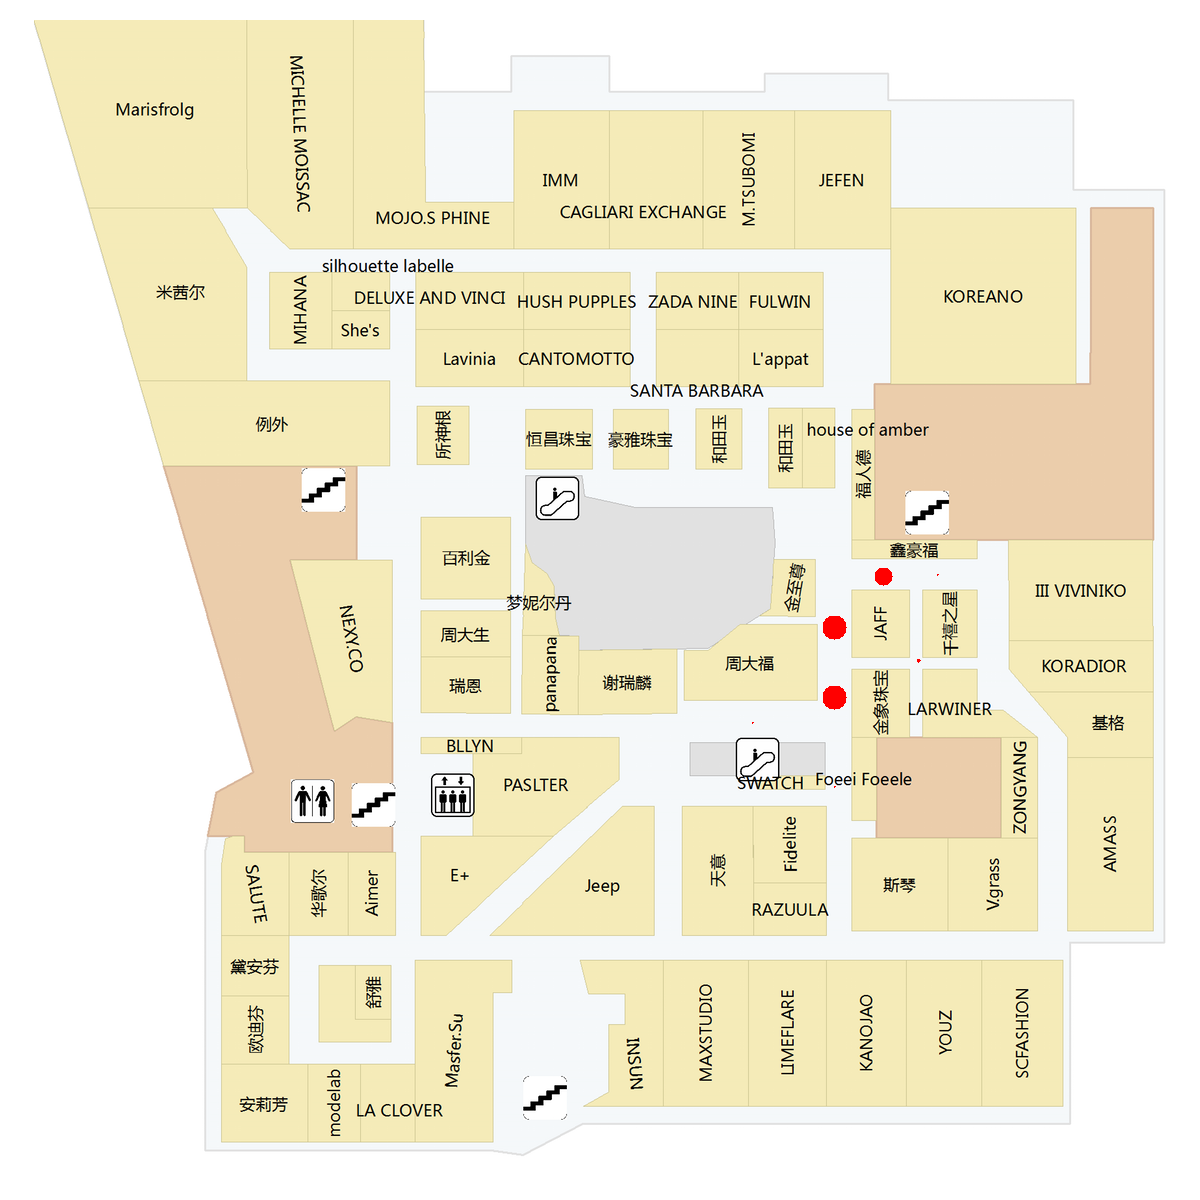 Marisfrolg
MICHELLE MOISSAC
MOJO.S PHINE
IMM
CAGLIARI EXCHANGE
M.TSUBOMI
JEFEN
米茜尔
silhouette labelle
MIHANA
DELUXE AND VINCI
She's
HUSH PUPPLES
ZADA NINE
FULWIN
KOREANO
Lavinia
CANTOMOTTO
L'appat
SANTA BARBARA
例外
所神根
恒昌珠宝
豪雅珠宝
和田玉
和田玉
house of amber
福人德
鑫豪福
百利金
梦妮尔丹
金至尊
III VIVINIKO
JAFF
千禧之星
NEXY.CO
周大生
瑞恩
panapana
谢瑞麟
周大福
KORADIOR
金象珠宝
LARWINER
基格
BLLYN
PASLTER
SWATCH
Foeei Foeele
ZONGYANG
AMASS
E+
Jeep
天意
Fidelite
RAZUULA
斯琴
V.grass
SALUTE
华歌尔
Aimer
黛安芬
舒雅
欧迪芬
Masfer.Su
INSUN
MAXSTUDIO
LIMEFLARE
KANOJAO
YOUZ
SCFASHION
安莉芳
modelab
LA CLOVER